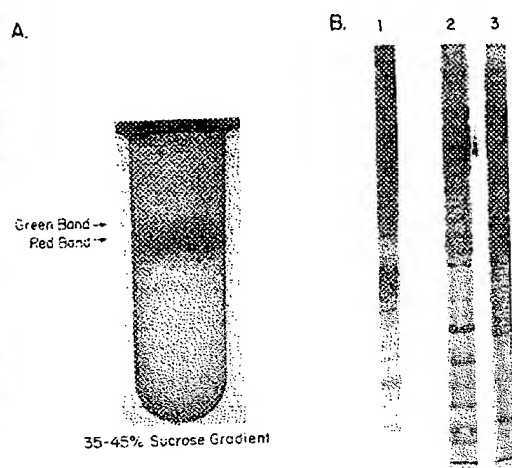 A.
B. 1 2 3
Green Band→
Red Band→
35-45% Sucrose Gradient